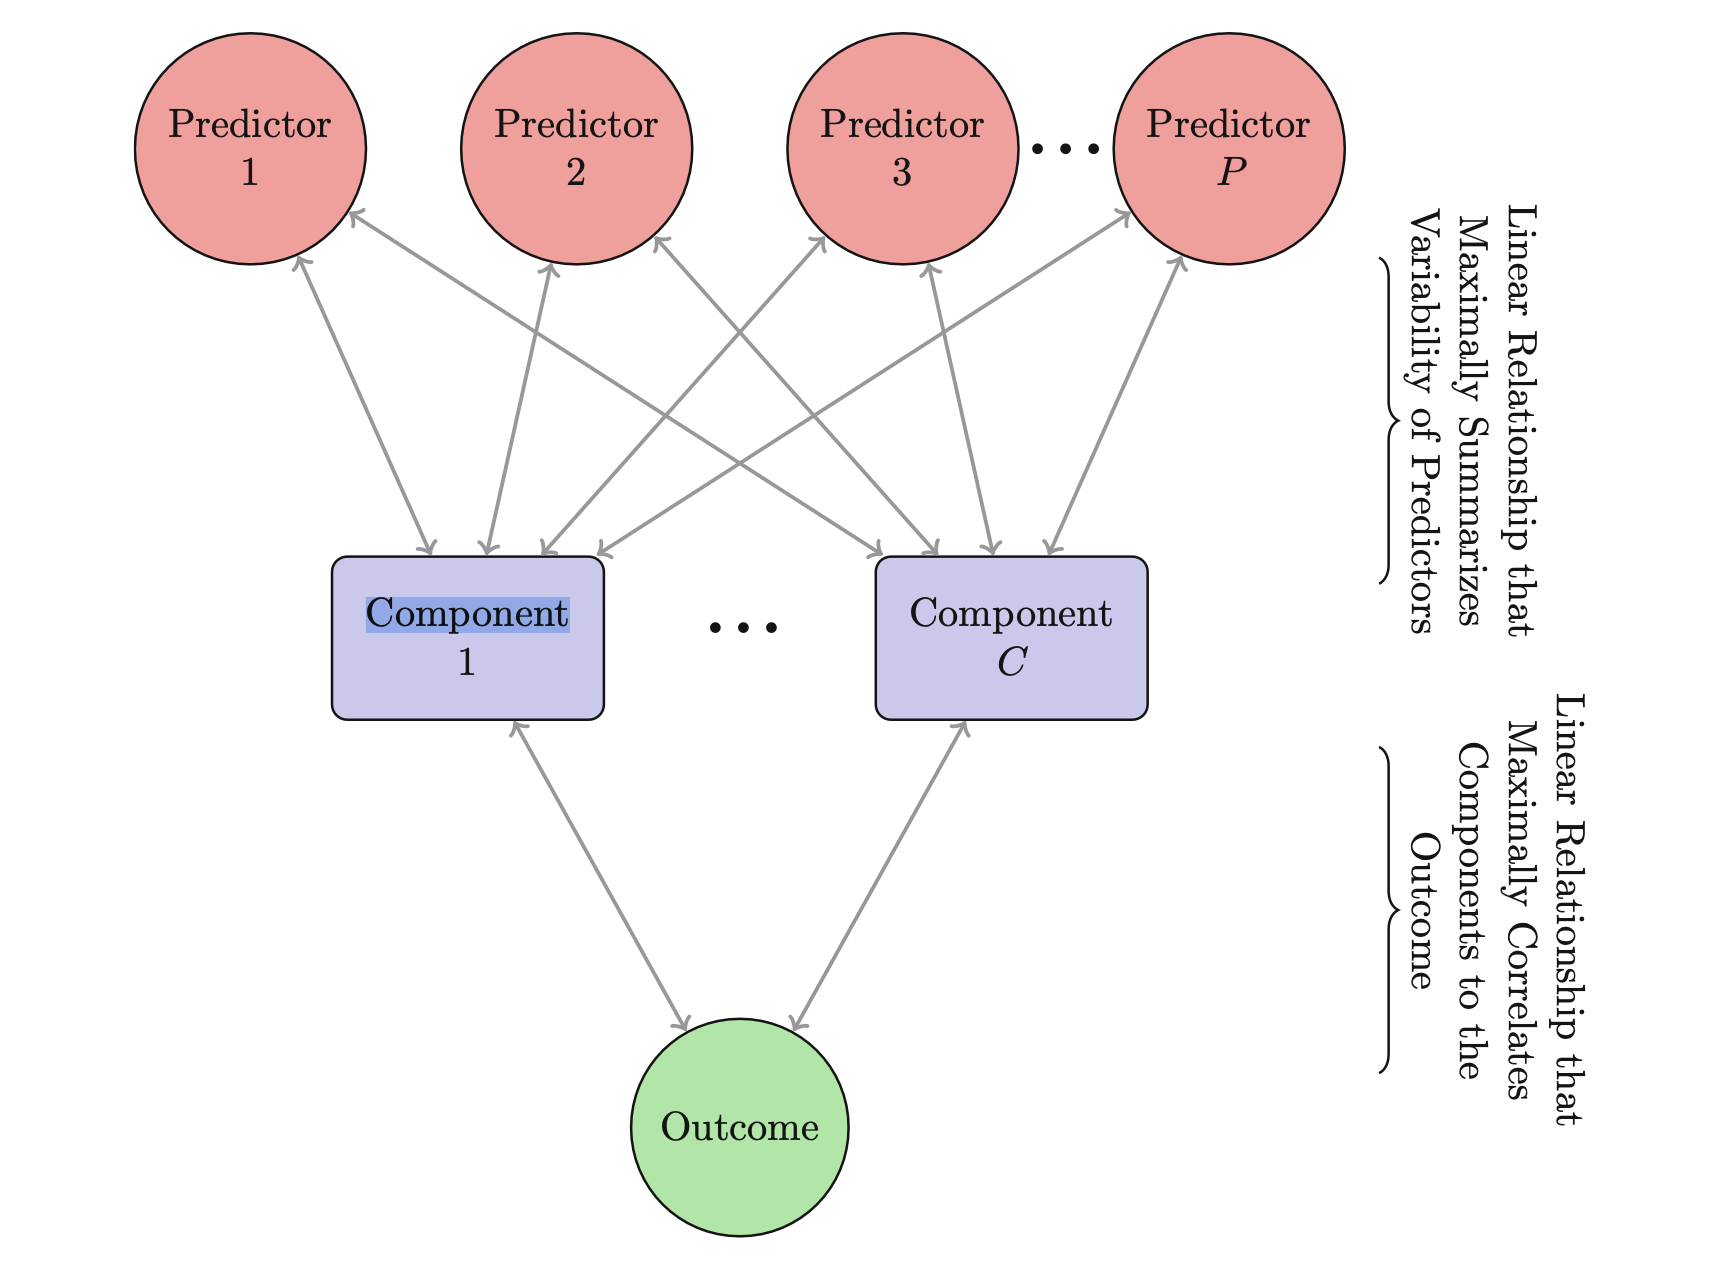 Predictor
1
Predictor
2
Predictor
3
...
Predictor
P
Linear Relationship that
Maximally Summarizes
Variability of Predictors
Component
1
...
Component
C
Linear Relationship that
Maximally Correlates
Components to the
Outcome
Outcome